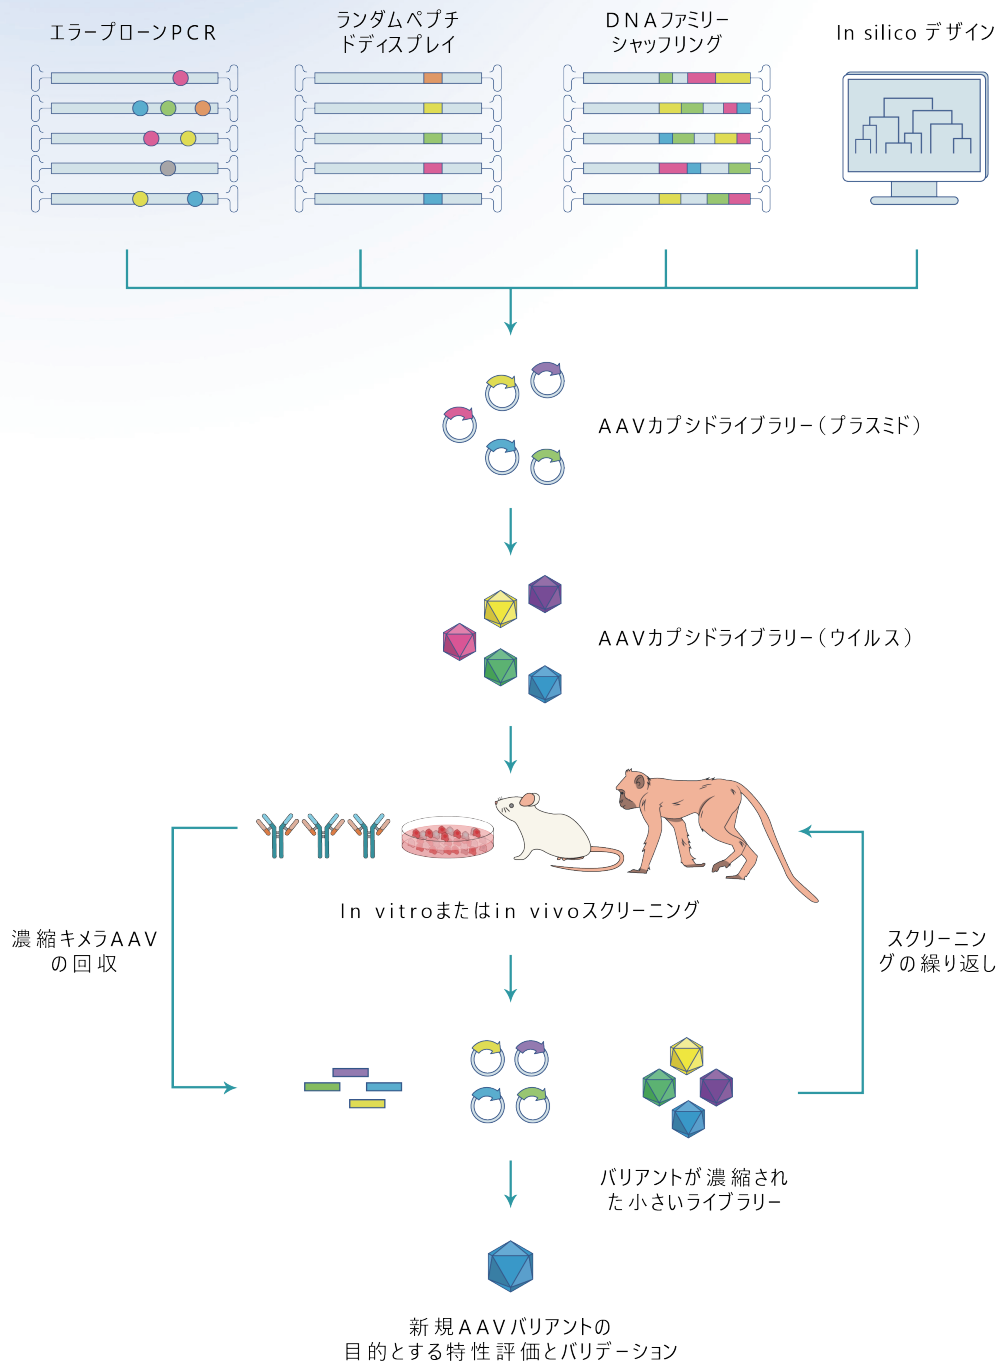 エラープローンPCR
ランダムペプチ
ドディスプレイ
DNAファミリー
シャッフリング
In silico デザイン
AAVカプシドライブラリー（プラスミド）
AAVカプシドライブラリー（ウイルス）
In vitroまたはin vivoスクリーニング
濃縮キメラAAV
の回収
スクリーニン
グの繰り返し
バリアントが濃縮され
た小さいライブラリー
新規AAVバリアントの
目的とする特性評価とバリデーション